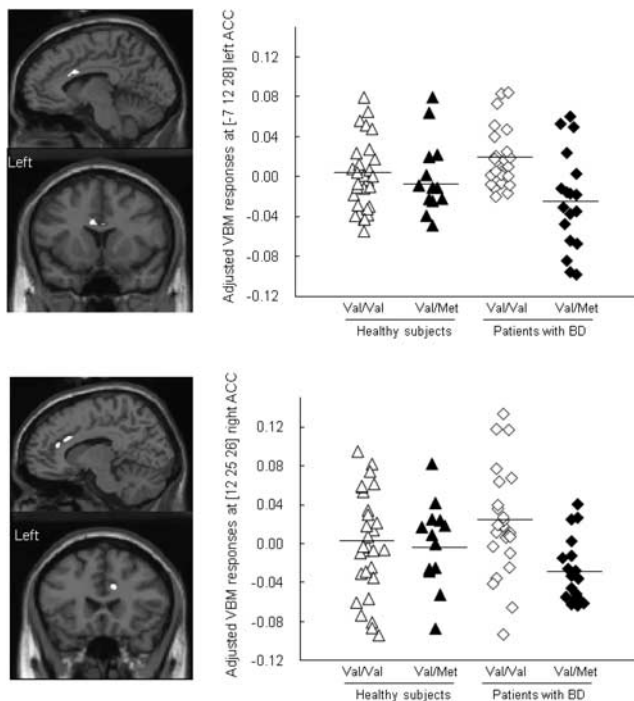 Left
Adjusted VBM responses at [-7 12 28] left ACC
0.12
0.08
0.04
0.00
-0.04
-0.08
-0.12
Val/Val Val/Met Val/Val Val/Met
Healthy subjects Patients with BD
Left
Adjusted VBM responses at [12 25 26] right ACC
0.12
0.08
0.04
0.00
-0.04
-0.08
-0.12
Val/Val Val/Met Val/Val Val/Met
Healthy subjects Patients with BD